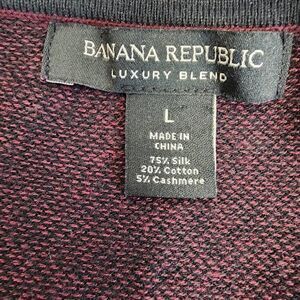 BANANA REPUBLIC
LUXURY BLEND
L
MADE IN
CHINA
75% Silk
20% Cotton
5% Cashmere